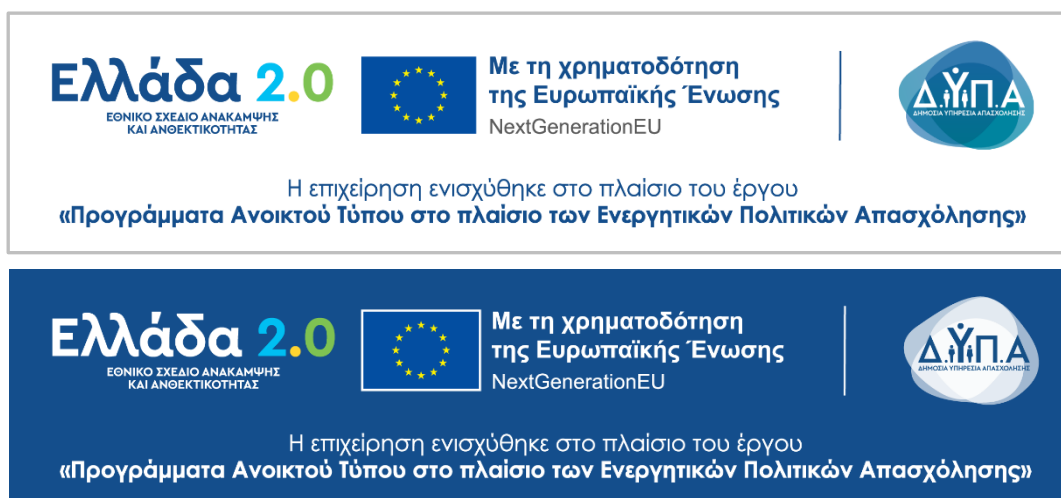 Ελλάδα 2.0
ΕΘΝΙΚΟ ΣΧΕΔΙΟ ΑΝΑΚΑΜΨΗΣ
ΚΑΙ ΑΝΘΕΚΤΙΚΟΤΗΤΑΣ
Με τη χρηματοδότηση
της Ευρωπαϊκής Ένωσης
NextGenerationEU
Δ.ΥΠ.Α
ΔΗΜΟΣΙΑ ΥΠΗΡΕΣΙΑ ΑΠΑΣΧΟΛΗΣΗΣ
Η επιχείρηση ενισχύθηκε στο πλαίσιο του έργου
«Προγράμματα Ανοικτού Τύπου στο πλαίσιο των Ενεργητικών Πολιτικών Απασχόλησης»
Ελλάδα 2.0
ΕΘΝΙΚΟ ΣΧΕΔΙΟ ΑΝΑΚΑΜΨΗΣ
ΚΑΙ ΑΝΘΕΚΤΙΚΟΤΗΤΑΣ
Με τη χρηματοδότηση
της Ευρωπαϊκής Ένωσης
NextGenerationEU
Δ.ΥΠ.Α
ΔΗΜΟΣΙΑ ΥΠΗΡΕΣΙΑ ΑΠΑΣΧΟΛΗΣΗΣ
Η επιχείρηση ενισχύθηκε στο πλαίσιο του έργου
«Προγράμματα Ανοικτού Τύπου στο πλαίσιο των Ενεργητικών Πολιτικών Απασχόλησης»